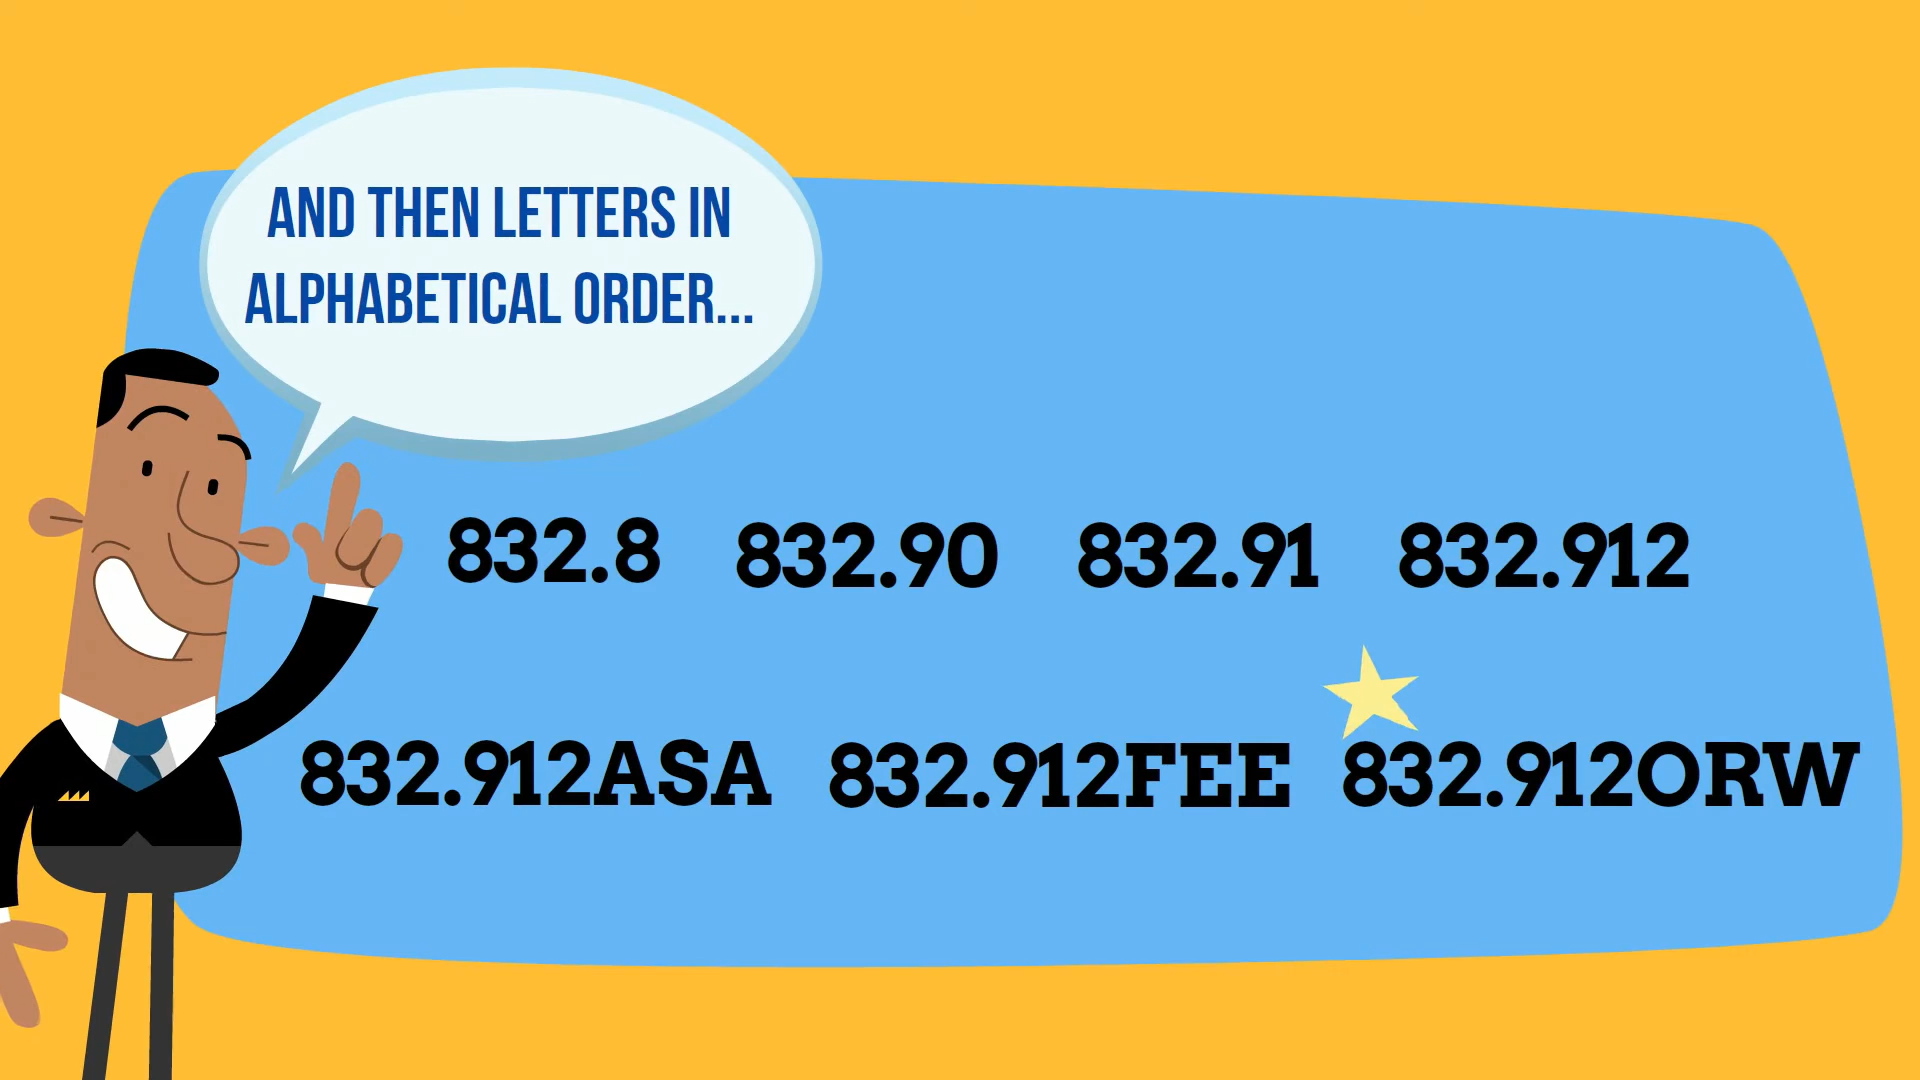 AND THEN LETTERS IN
ALPHABETICAL ORDER...
832.8 832.90 832.91 832.912
832.912ASA 832.912FEE 832.912ORW